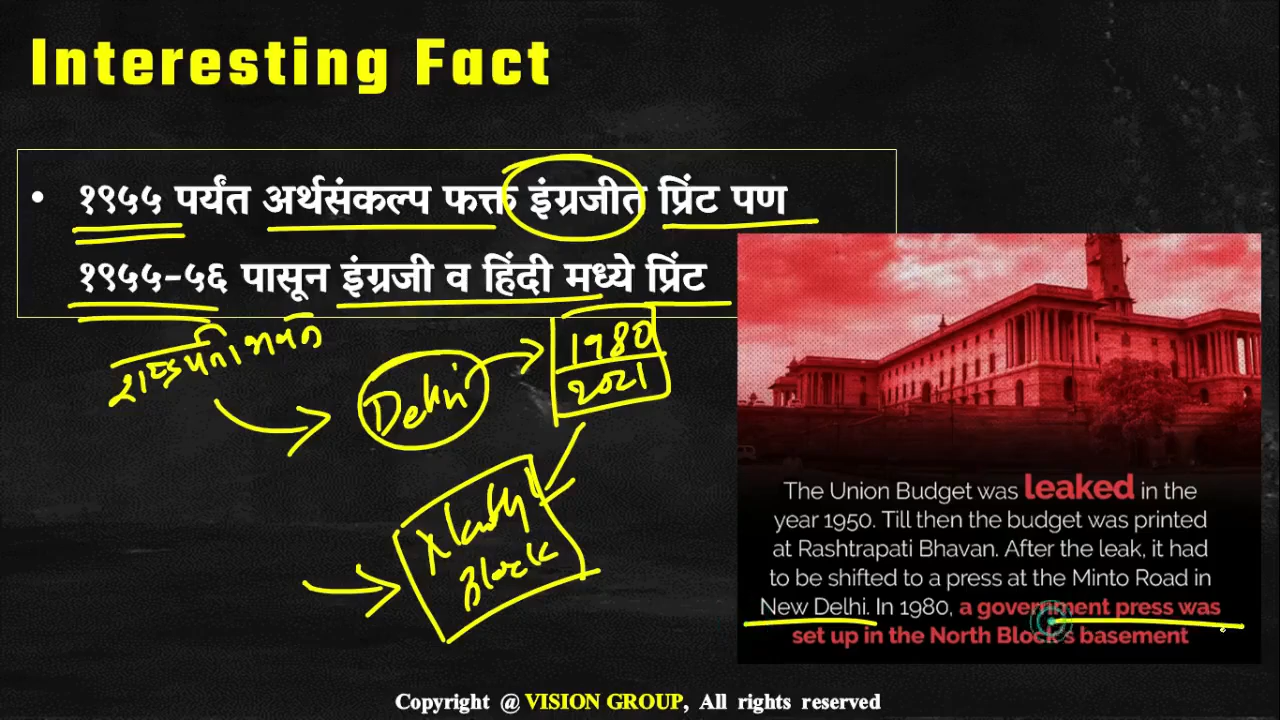 Interesting Fact
• १९५५ पर्यंत अर्थसंकल्प फक्त इंग्रजीत प्रिंट पण
१९५५-५६ पासून इंग्रजी व हिंदी मध्ये प्रिंट
Delhi
1980
2021
Block
The Union Budget was leaked in the
year 1950. Till then the budget was printed
at Rashtrapati Bhavan. After the leak, it had
to be shifted to a press at the Minto Road in
New Delhi. In 1980, a government press was
set up in the North Block's basement
Copyright @ VISION GROUP, All rights reserved